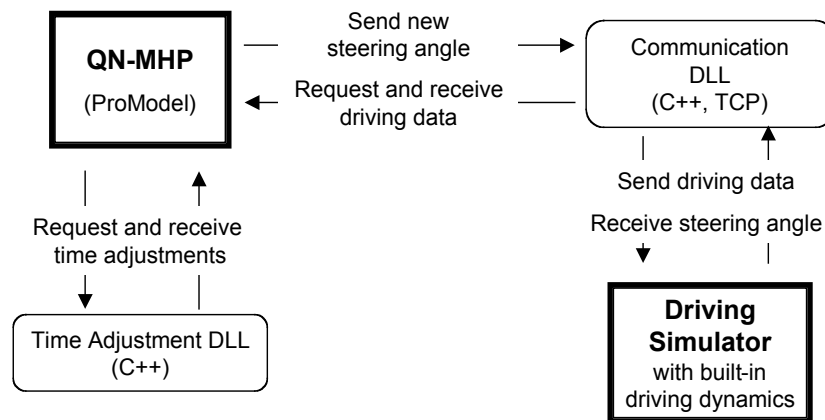 QN-MHP
(ProModel)
Send new
steering angle
Request and receive
driving data
Communication
DLL
(C++, TCP)
Request and receive
time adjustments
Send driving data
Receive steering angle
Time Adjustment DLL
(C++)
Driving
Simulator
with built-in
driving dynamics